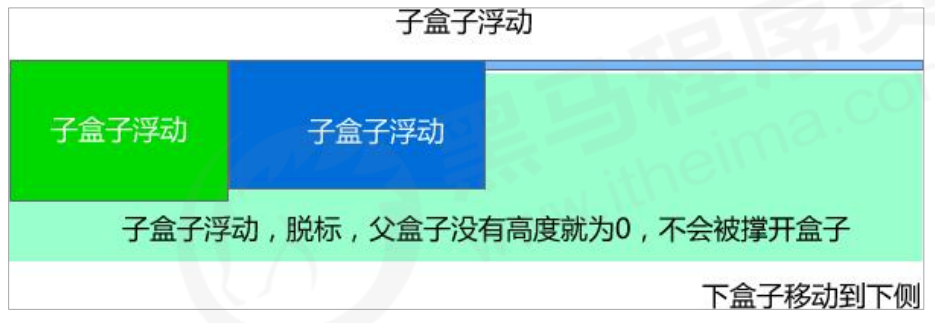 子盒子浮动
子盒子浮动 子盒子浮动
子盒子浮动，脱标，父盒子没有高度就为0，不会被撑开盒子
下盒子移动到下侧
黑马程序员
www.itheima.com